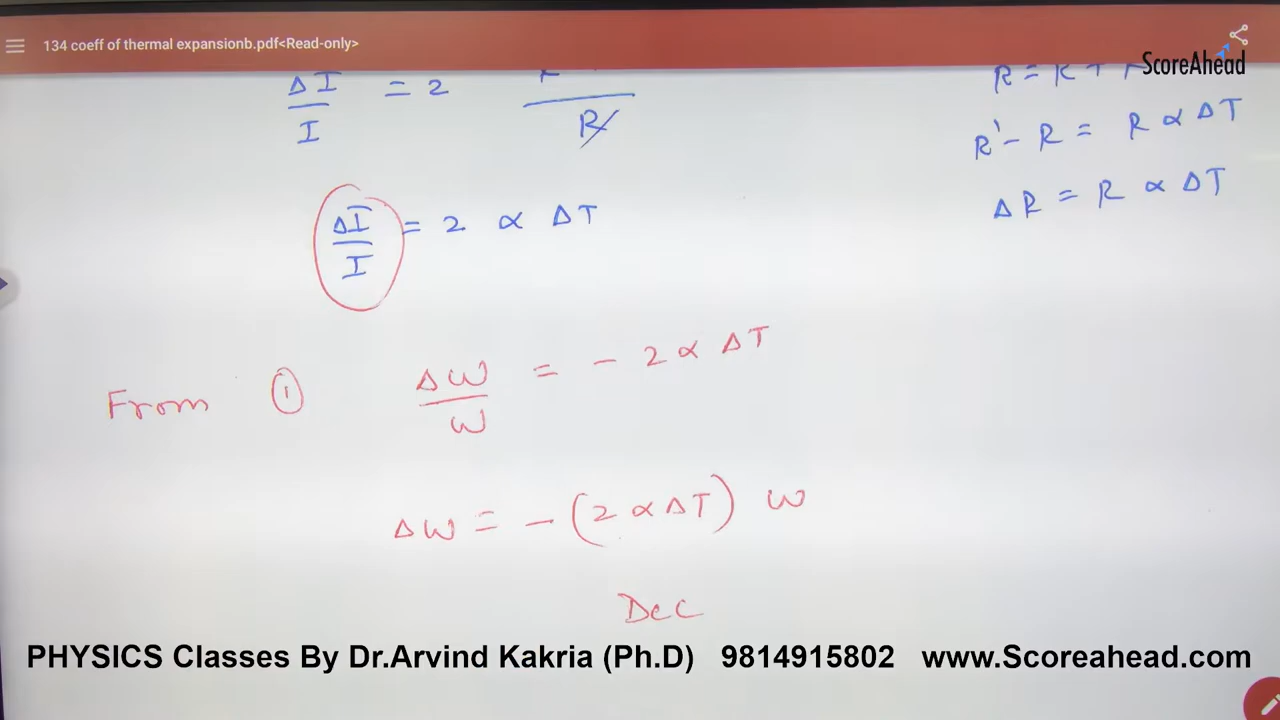 134 coeff of thermal expansionb.pdf<Read-only>
ScoreAhead
ΔI/I = 2 R
R' - R = R α ΔT
ΔR = R α ΔT
ΔI/I = 2 α ΔT
From ① Δω/ω = - 2 α ΔT
Δω = - (2 α ΔT) ω
Dec
PHYSICS Classes By Dr.Arvind Kakria (Ph.D) 9814915802 www.Scoreahead.com